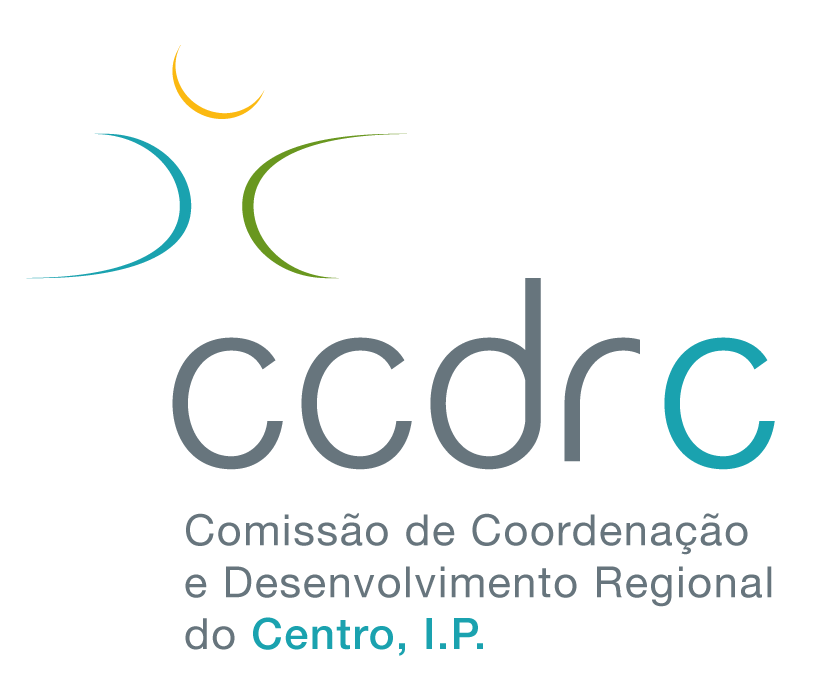 ccdrc
Comissão de Coordenação
e Desenvolvimento Regional
do Centro, I.P.